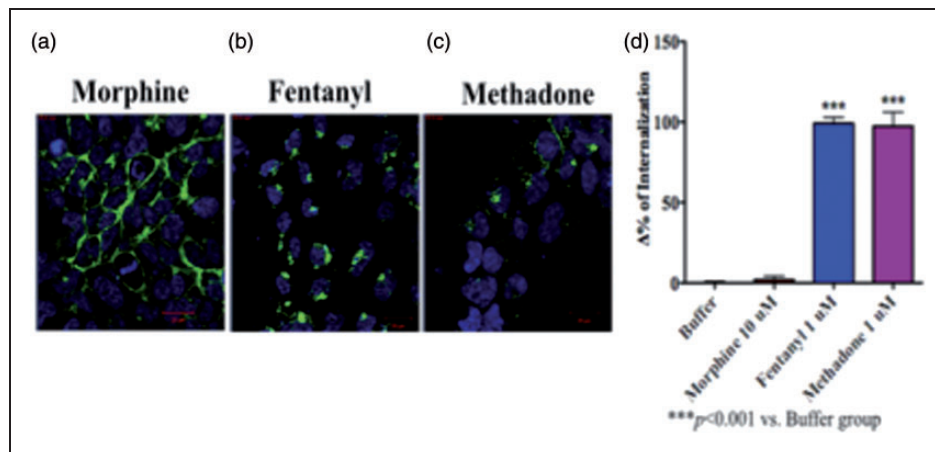 (a)
(b)
(c)
(d)
Morphine
Fentanyl
Methadone
Δ% of Internalization
150
100
50
0
***
***
Buffer
Morphine 10 uM
Fentanyl 1 uM
Methadone 1 uM
***p<0.001 vs. Buffer group